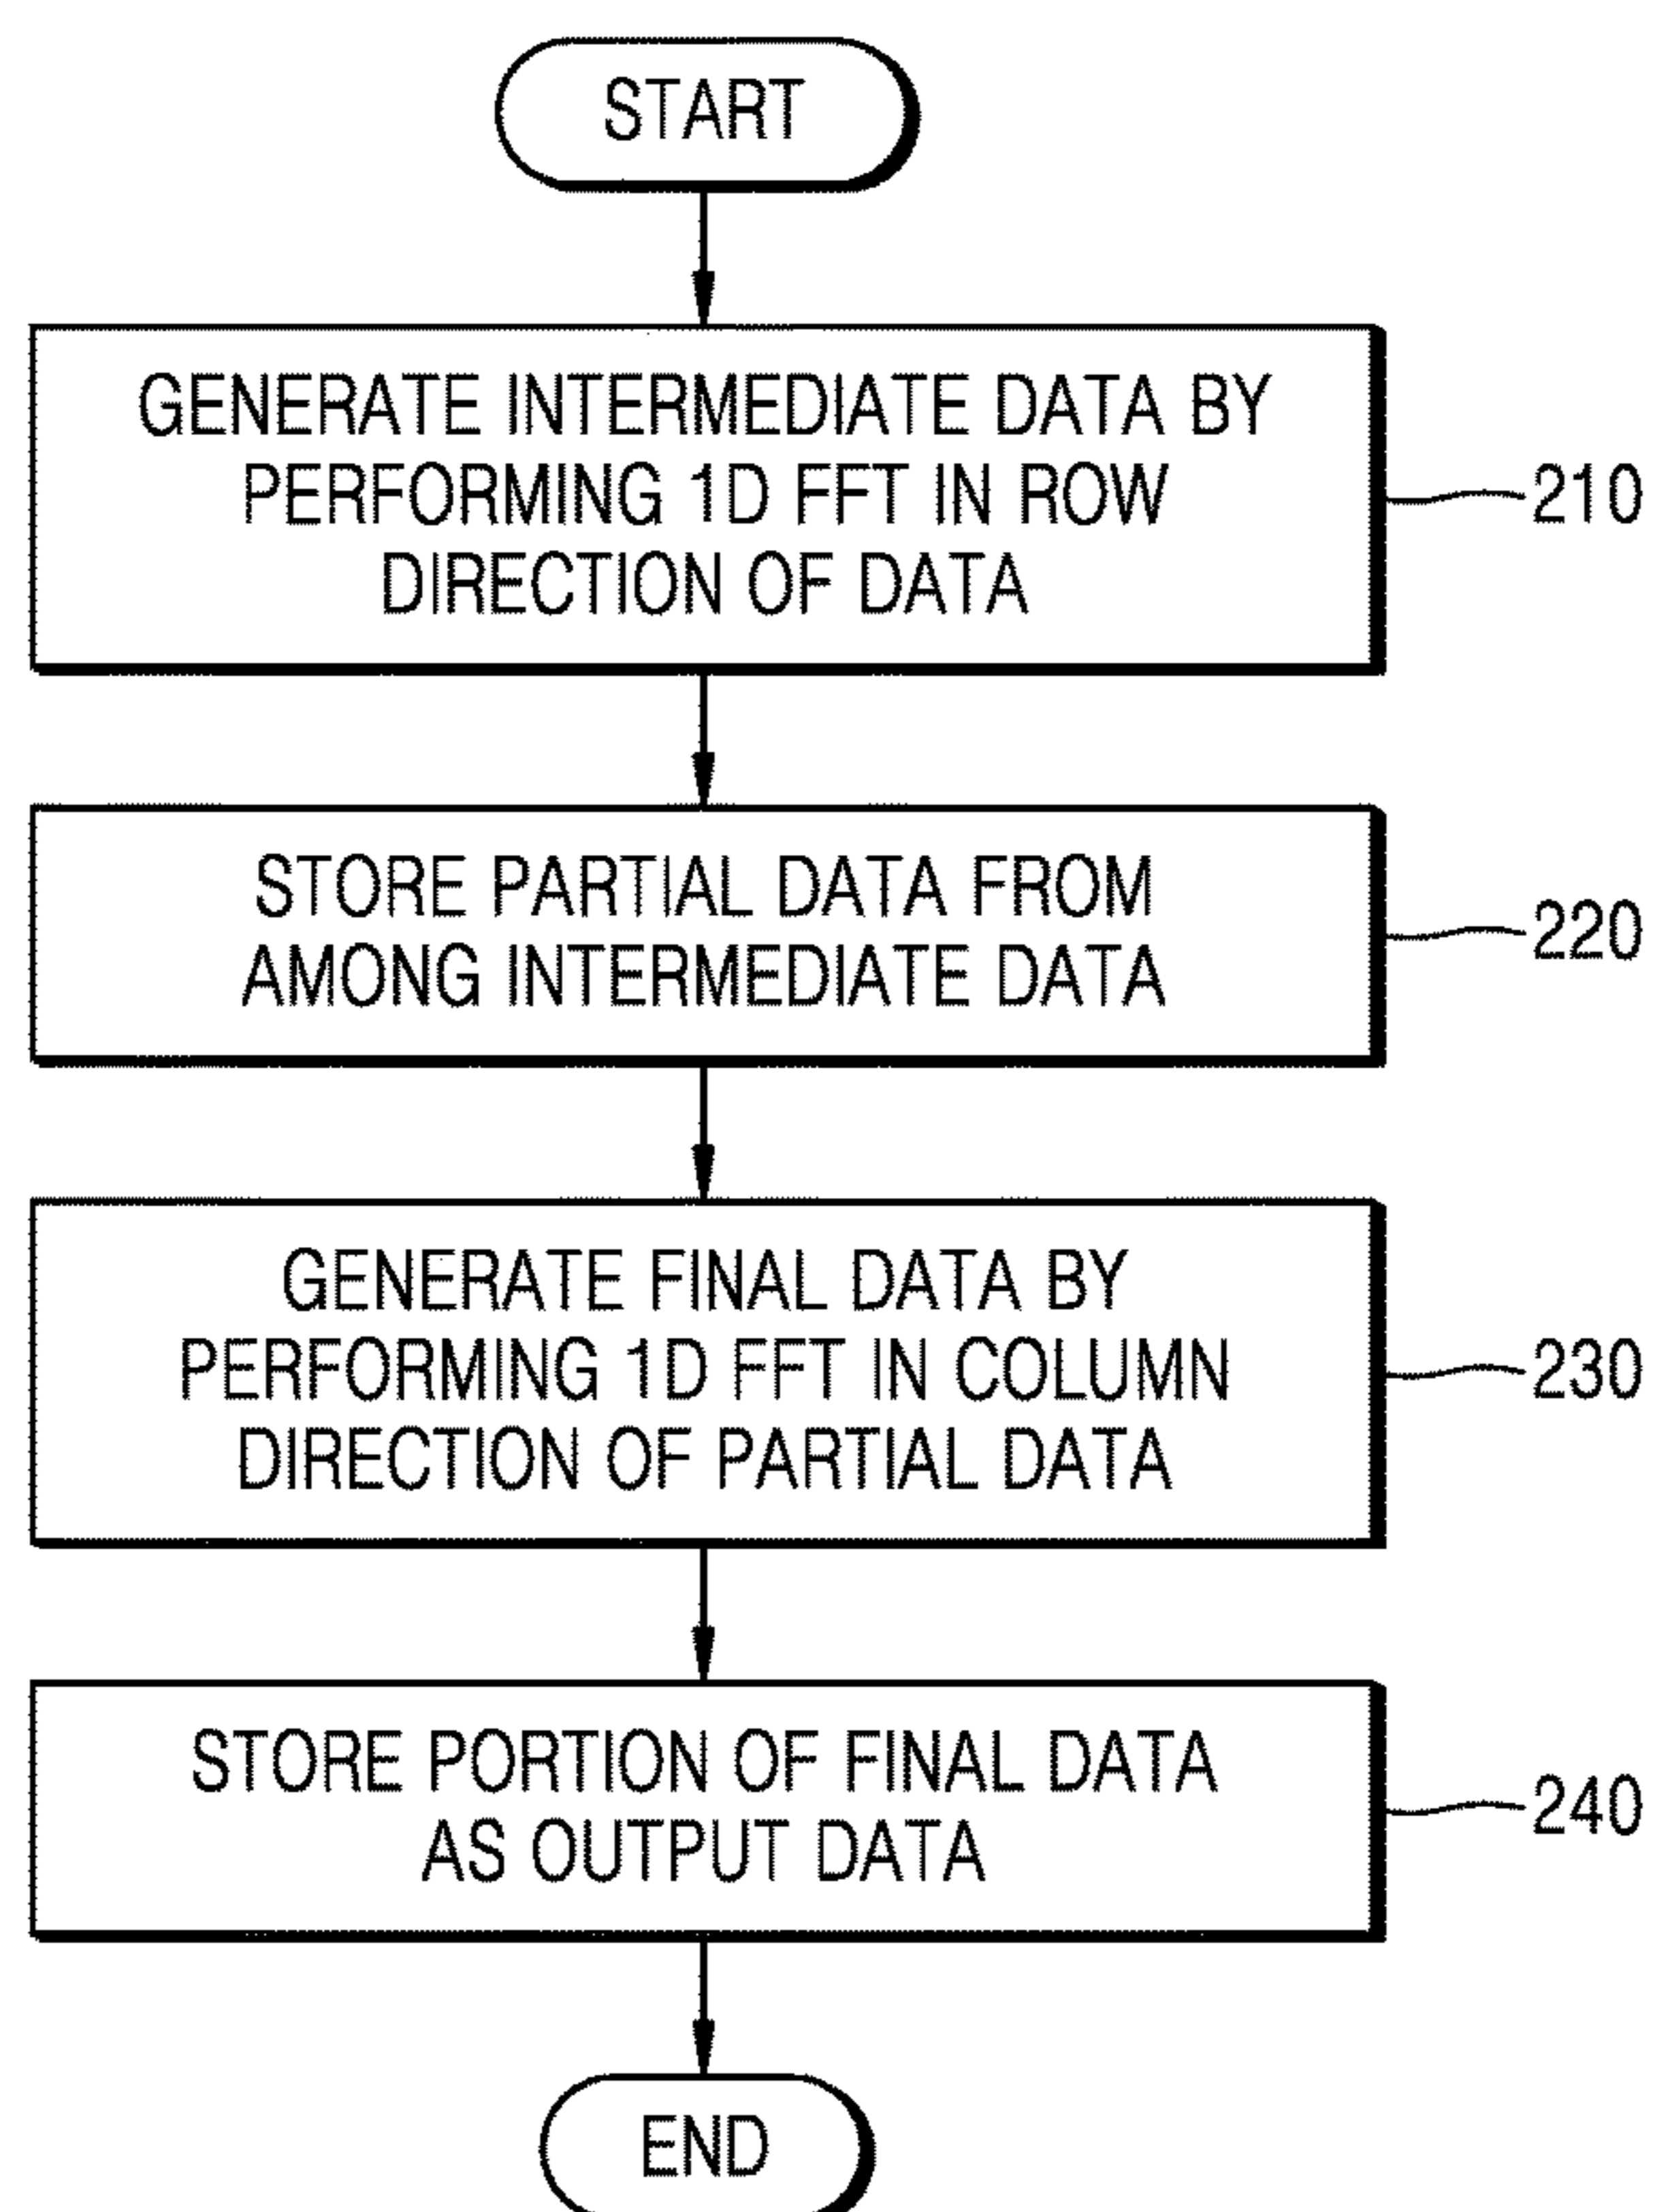 START
GENERATE INTERMEDIATE DATA BY
PERFORMING 1D FFT IN ROW
DIRECTION OF DATA
210
STORE PARTIAL DATA FROM
AMONG INTERMEDIATE DATA
220
GENERATE FINAL DATA BY
PERFORMING 1D FFT IN COLUMN
DIRECTION OF PARTIAL DATA
230
STORE PORTION OF FINAL DATA
AS OUTPUT DATA
240
END